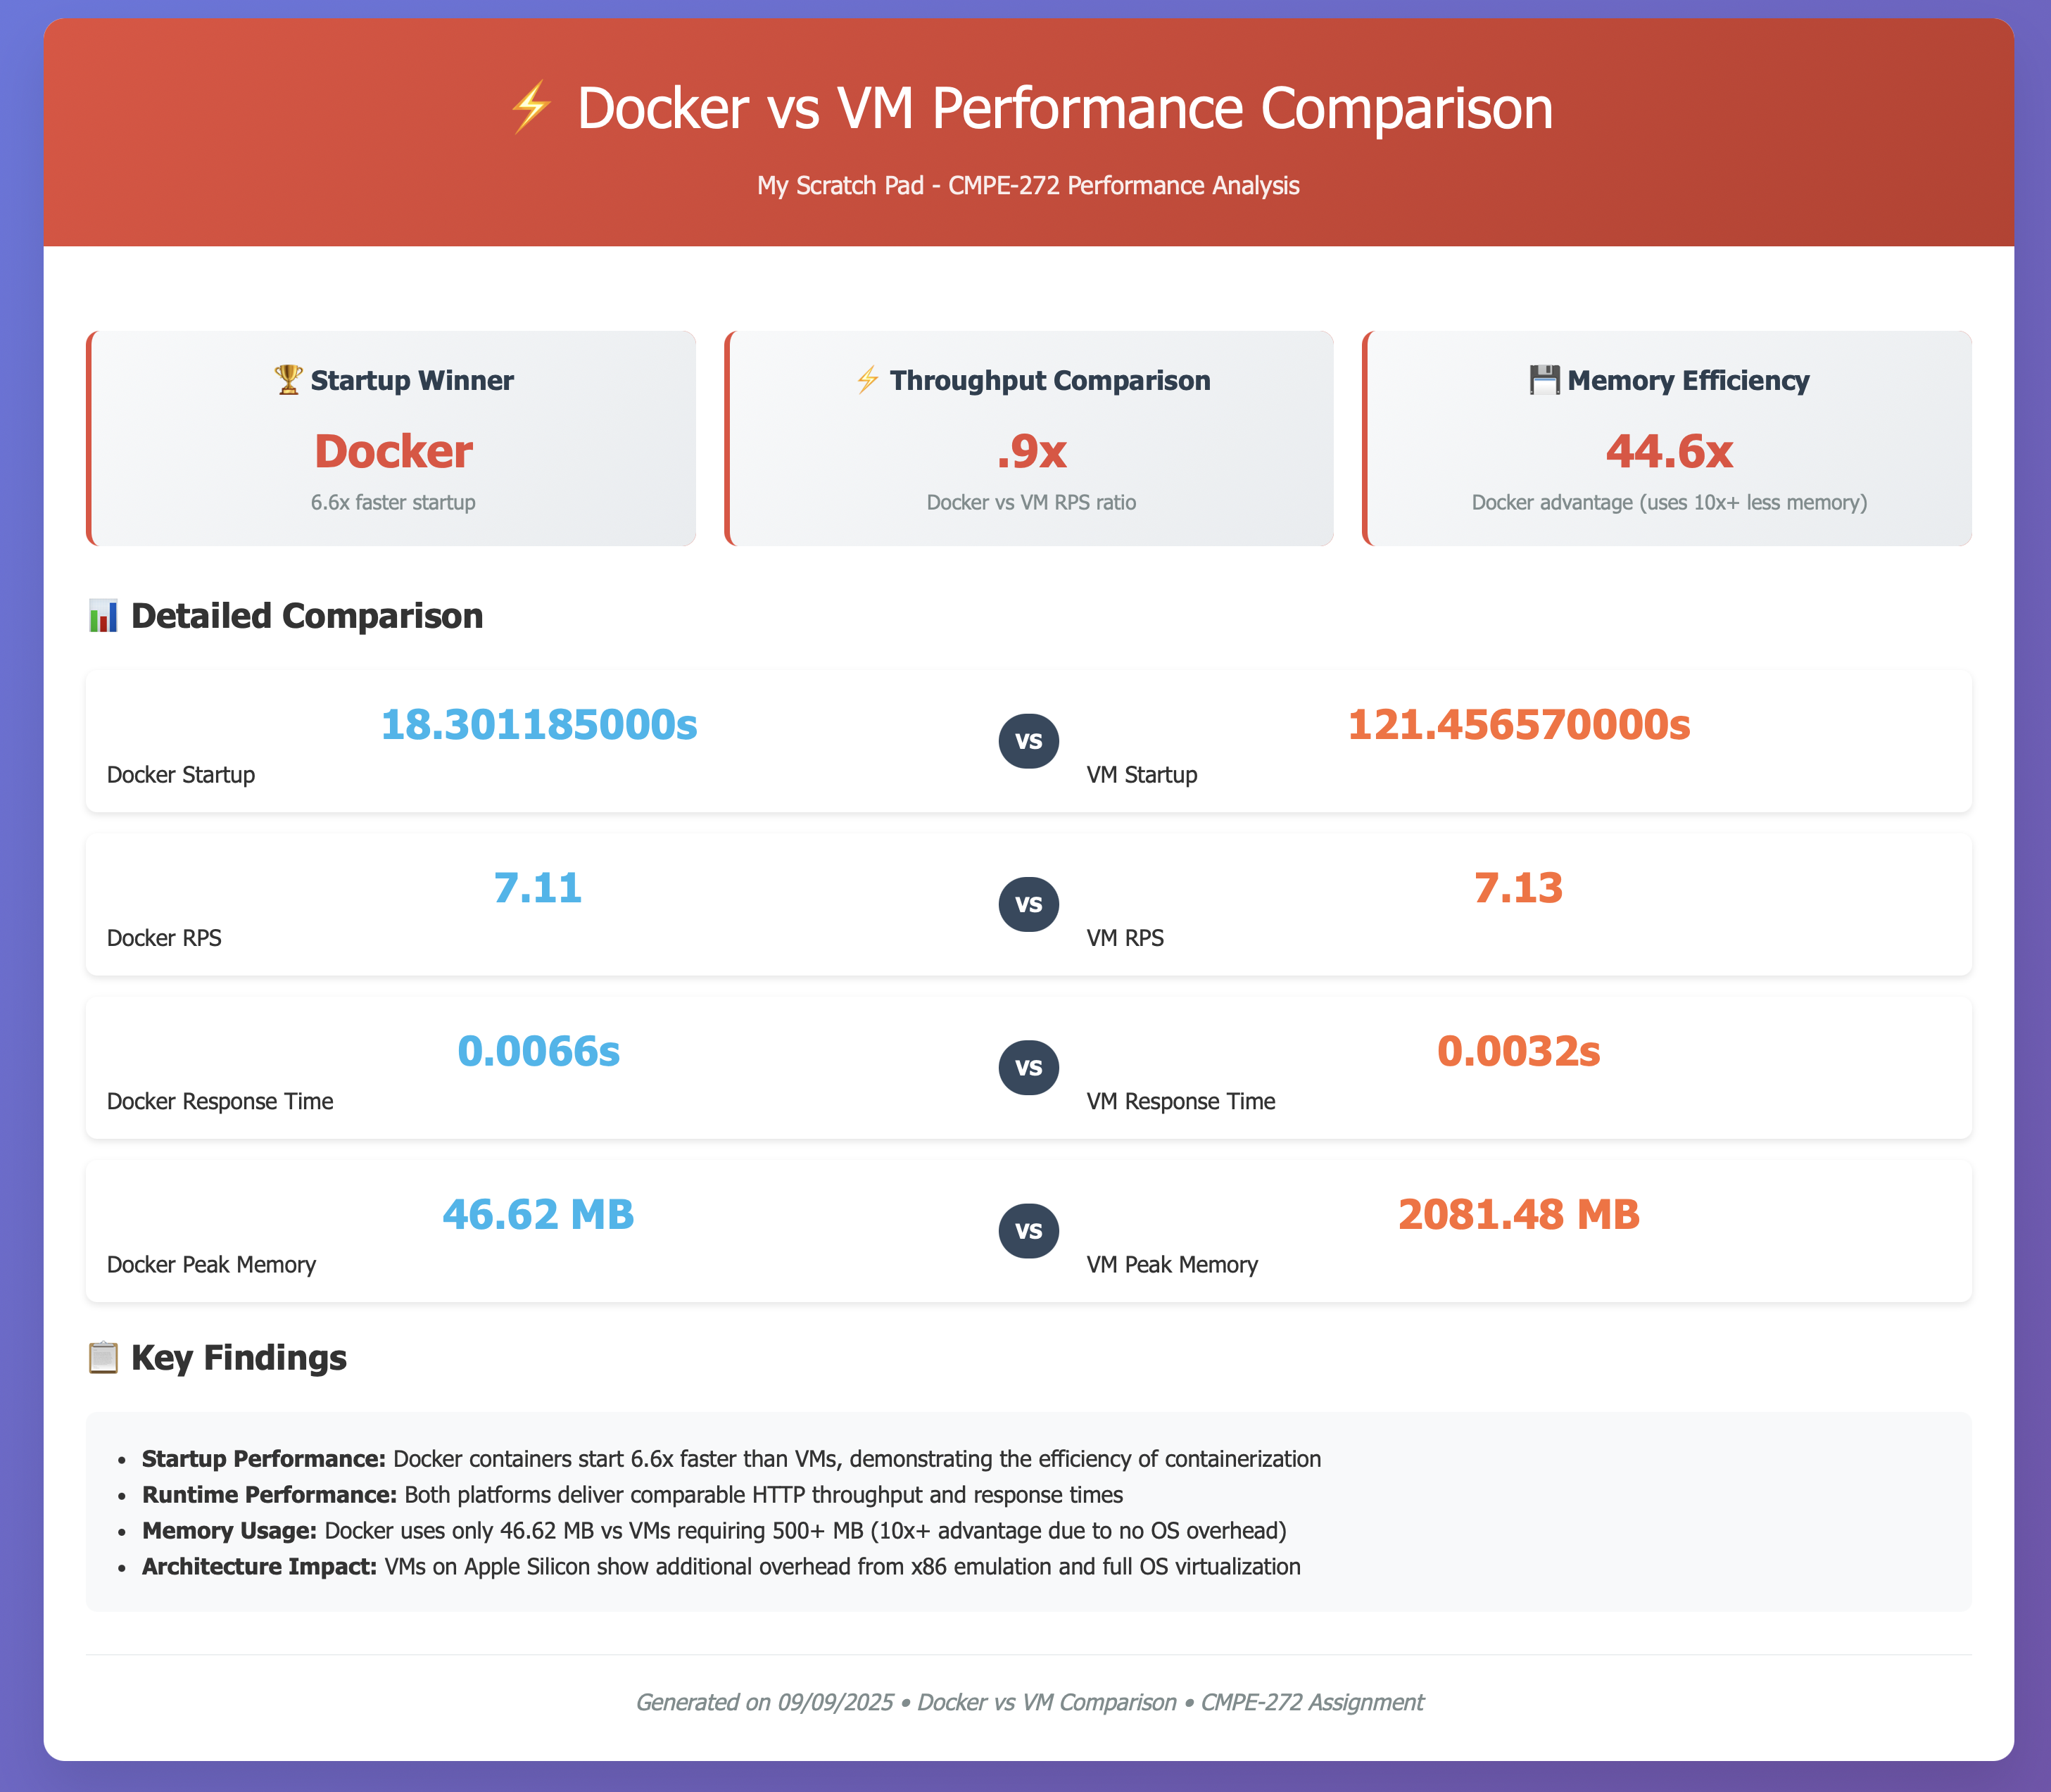 ⚡ Docker vs VM Performance Comparison
My Scratch Pad - CMPE-272 Performance Analysis
🏆 Startup Winner
Docker
6.6x faster startup
⚡ Throughput Comparison
.9x
Docker vs VM RPS ratio
💾 Memory Efficiency
44.6x
Docker advantage (uses 10x+ less memory)
📊 Detailed Comparison
18.301185000s
Docker Startup
VS
121.456570000s
VM Startup
7.11
Docker RPS
VS
7.13
VM RPS
0.0066s
Docker Response Time
VS
0.0032s
VM Response Time
46.62 MB
Docker Peak Memory
VS
2081.48 MB
VM Peak Memory
📋 Key Findings
• Startup Performance: Docker containers start 6.6x faster than VMs, demonstrating the efficiency of containerization
• Runtime Performance: Both platforms deliver comparable HTTP throughput and response times
• Memory Usage: Docker uses only 46.62 MB vs VMs requiring 500+ MB (10x+ advantage due to no OS overhead)
• Architecture Impact: VMs on Apple Silicon show additional overhead from x86 emulation and full OS virtualization
Generated on 09/09/2025 • Docker vs VM Comparison • CMPE-272 Assignment